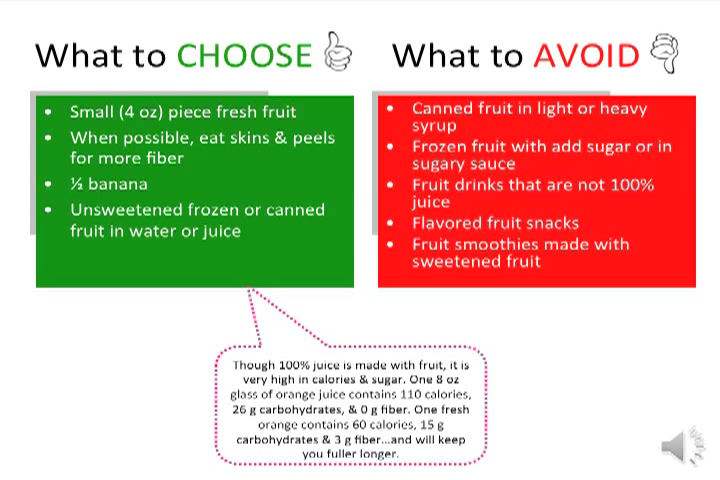 What to CHOOSE
• Small (4 oz) piece fresh fruit
• When possible, eat skins & peels
for more fiber
• ½ banana
• Unsweetened frozen or canned
fruit in water or juice
What to AVOID
• Canned fruit in light or heavy
syrup
• Frozen fruit with add sugar or in
sugary sauce
• Fruit drinks that are not 100%
juice
• Flavored fruit snacks
• Fruit smoothies made with
sweetened fruit
Though 100% juice is made with fruit, it is
very high in calories & sugar. One 8 oz
glass of orange juice contains 110 calories,
26 g carbohydrates, & 0 g fiber. One fresh
orange contains 60 calories, 15 g
carbohydrates & 3 g fiber...and will keep
you fuller longer.